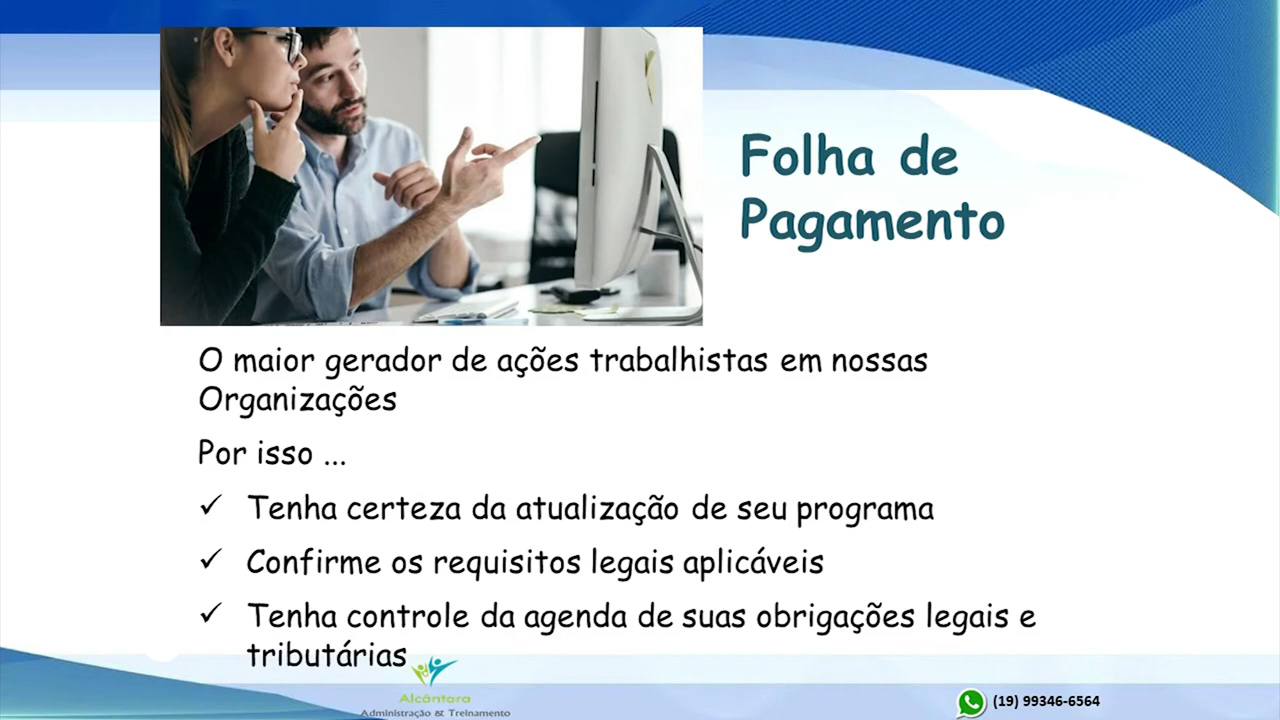 Folha de
Pagamento
O maior gerador de ações trabalhistas em nossas
Organizações
Por isso ...
✓ Tenha certeza da atualização de seu programa
✓ Confirme os requisitos legais aplicáveis
✓ Tenha controle da agenda de suas obrigações legais e
tributárias
Alcântara
Administração & Treinamento
(19) 99346-6564